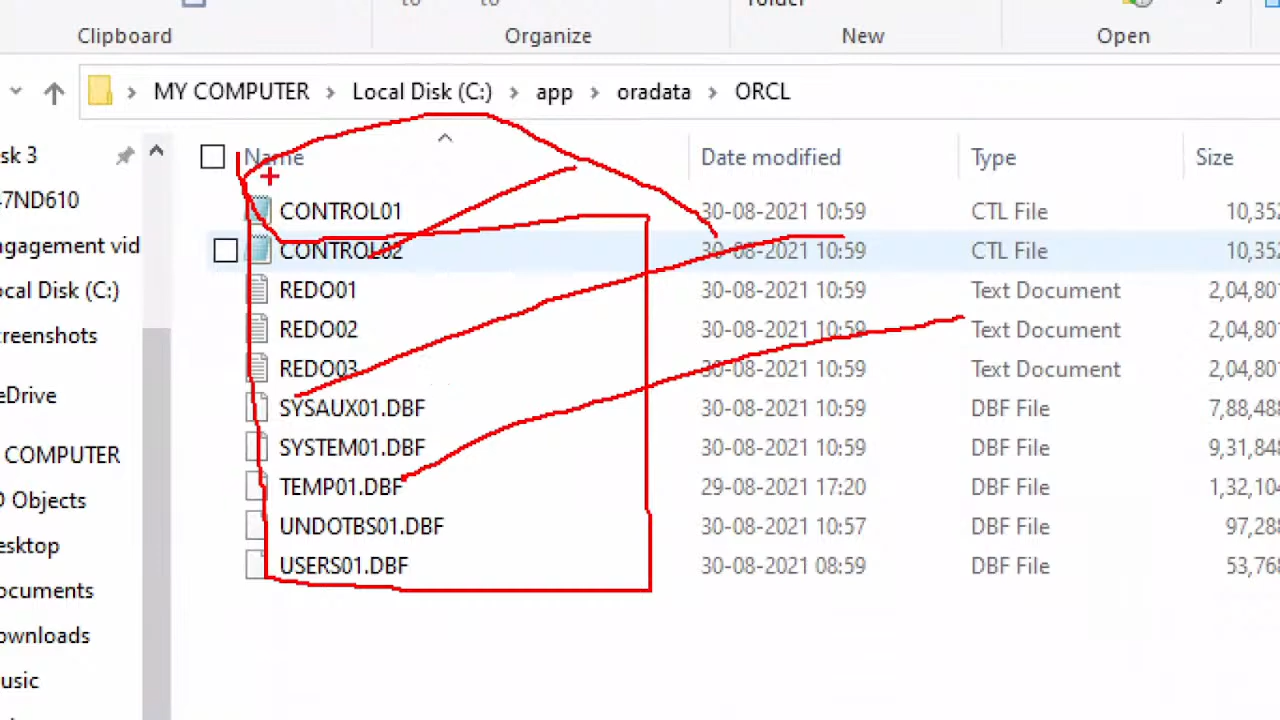 Clipboard Organize New Open
MY COMPUTER Local Disk (C:) app oradata ORCL
sk 3 Name Date modified Type Size
47ND610 CONTROL01 30-08-2021 10:59 CTL File 10,352
ngagement vid CONTROL02 30-08-2021 10:59 CTL File 10,352
ocal Disk (C:) REDO01 30-08-2021 10:59 Text Document 2,04,801
creenshots REDO02 30-08-2021 10:59 Text Document 2,04,801
REDO03 30-08-2021 10:59 Text Document 2,04,801
eDrive SYSAUX01.DBF 30-08-2021 10:59 DBF File 7,88,488
COMPUTER SYSTEM01.DBF 30-08-2021 10:59 DBF File 9,31,848
D Objects TEMP01.DBF 29-08-2021 17:20 DBF File 1,32,104
esktop UNDOTBS01.DBF 30-08-2021 10:57 DBF File 97,288
ocuments USERS01.DBF 30-08-2021 08:59 DBF File 53,768
ownloads
usic